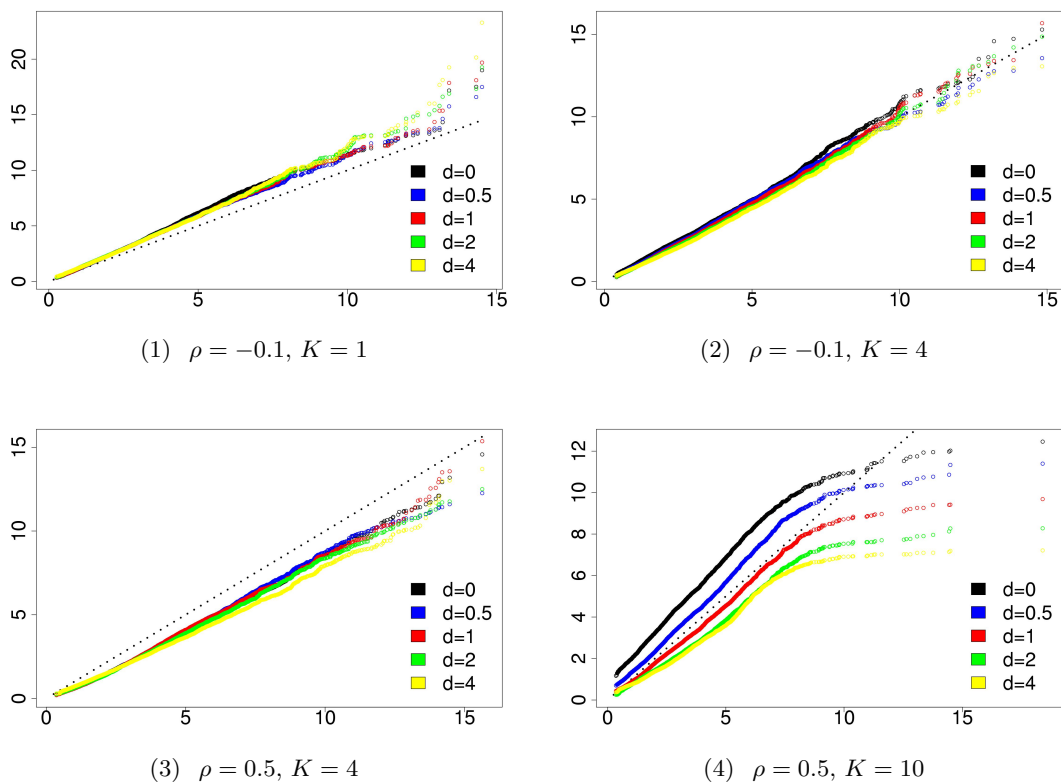 20
15
10
5
0
d=0
d=0.5
d=1
d=2
d=4
0 5 10 15
(1) ρ = −0.1, K = 1
15
10
5
0
d=0
d=0.5
d=1
d=2
d=4
0 5 10 15
(2) ρ = −0.1, K = 4
15
10
5
0
d=0
d=0.5
d=1
d=2
d=4
0 5 10 15
(3) ρ = 0.5, K = 4
12
10
8
6
4
2
0
d=0
d=0.5
d=1
d=2
d=4
0 5 10 15
(4) ρ = 0.5, K = 10